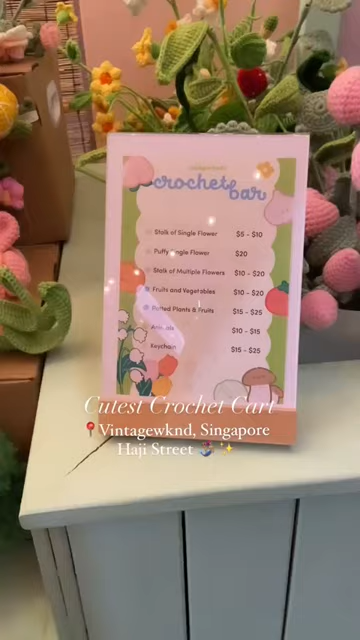 crochet bar
Stalk of Single Flower $5 - $10
Puffy Single Flower $20
Stalk of Multiple Flowers $10 - $20
Fruits and Vegetables $10 - $20
Potted Plants & Fruits $15 - $25
Animals $10 - $15
Keychain $15 - $25
Cutest Crochet Cart
📍Vintagewknd, Singapore
Haji Street 🧜‍♀️✨